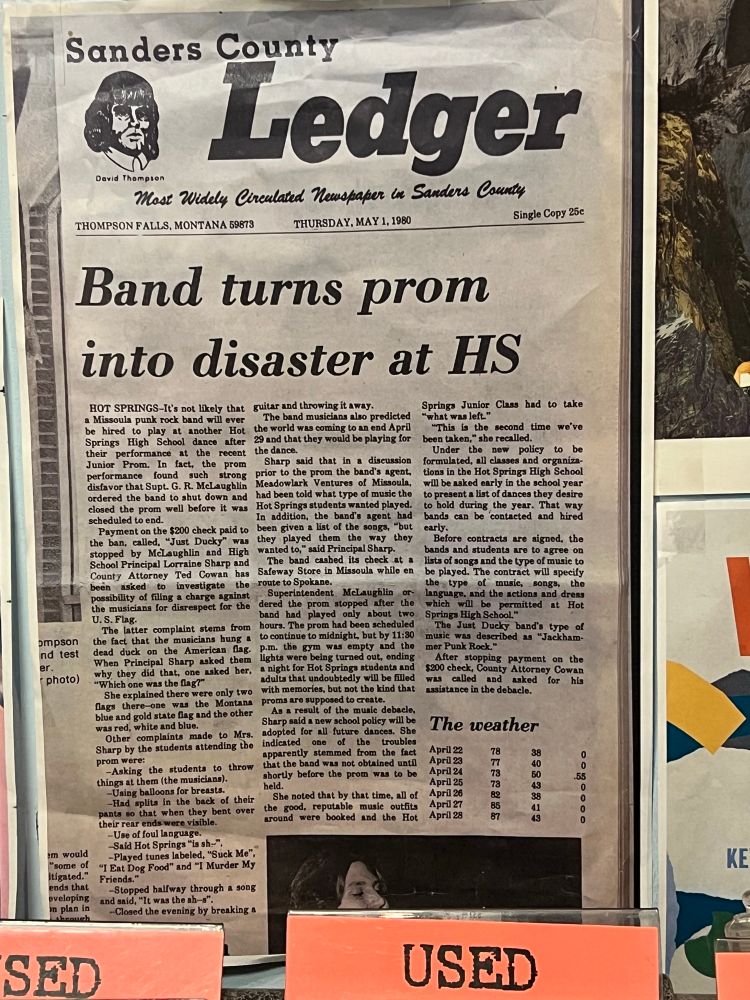 Sanders County
Ledger
David Thompson
Most Widely Circulated Newspaper in Sanders County
THOMPSON FALLS, MONTANA 59873 THURSDAY, MAY 1, 1980 Single Copy 25c
Band turns prom
into disaster at HS
HOT SPRINGS—It's not likely that
a Missoula punk rock band will ever
be hired to play at another Hot
Springs High School dance after
their performance at the recent
Junior Prom. In fact, the prom
performance found such strong
disfavor that Supt. G. R. McLaughlin
ordered the band to shut down and
closed the prom well before it was
scheduled to end.
Payment on the $200 check paid to
the ban, called, "Just Ducky" was
stopped by McLaughlin and High
School Principal Lorraine Sharp and
County Attorney Ted Cowan has
been asked to investigate the
possibility of filing a charge against
the musicians for disrespect for the
U. S. Flag.
The latter complaint stems from
the fact that the musicians hung a
dead duck on the American flag.
When Principal Sharp asked them
why they did that, one asked her,
"Which one was the flag?"
She explained there were only two
flags there—one was the Montana
blue and gold state flag and the other
was red, white and blue.
Other complaints made to Mrs.
Sharp by the students attending the
prom were:
—Asking the students to throw
things at them (the musicians).
—Using balloons for breasts.
—Had splits in the back of their
pants so that when they bent over
their rear ends were visible.
—Use of foul language.
—Said Hot Springs "is sh--".
—Played tunes labeled, "Suck Me",
"I Eat Dog Food" and "I Murder My
Friends."
—Stopped halfway through a song
and said, "It was the sh--s".
—Closed the evening by breaking a
guitar and throwing it away.
The band musicians also predicted
the world was coming to an end April
29 and that they would be playing for
the dance.
Sharp said that in a discussion
prior to the prom the band's agent,
Meadowlark Ventures of Missoula,
had been told what type of music the
Hot Springs students wanted played.
In addition, the band's agent had
been given a list of the songs, "but
they played them the way they
wanted to," said Principal Sharp.
The band cashed its check at a
Safeway Store in Missoula while en
route to Spokane.
Superintendent McLaughlin or-
dered the prom stopped after the
band had played only about two
hours. The prom had been scheduled
to continue to midnight, but by 11:30
p.m. the gym was empty and the
lights were being turned out, ending
a night for Hot Springs students and
adults that undoubtedly will be filled
with memories, but not the kind that
proms are supposed to create.
As a result of the music debacle,
Sharp said a new school policy will be
adopted for all future dances. She
indicated one of the troubles
apparently stemmed from the fact
that the band was not obtained until
shortly before the prom was to be
held.
She noted that by that time, all of
the good, reputable music outfits
around were booked and the Hot
Springs Junior Class had to take
"what was left."
"This is the second time we've
been taken," she recalled.
Under the new policy to be
formulated, all classes and organiza-
tions in the Hot Springs High School
will be asked early in the school year
to present a list of dances they desire
to hold during the year. That way
bands can be contacted and hired
early.
Before contracts are signed, the
bands and students are to agree on
lists of songs and the type of music to
be played. The contract will specify
the type of music, songs, the
language, and the actions and dress
which will be permitted at Hot
Springs High School."
The Just Ducky band's type of
music was described as "Jackham-
mer Punk Rock."
After stopping payment on the
$200 check, County Attorney Cowan
was called and asked for his
assistance in the debacle.
The weather
April 22 78 38 0
April 23 77 40 0
April 24 73 50 .55
April 25 73 43 0
April 26 82 38 0
April 27 85 41 0
April 28 87 43 0
ompson
nd test
er.
photo)
em would
"some of
tigated."
ends that
eveloping
n plan in
through
KE
USED
USED